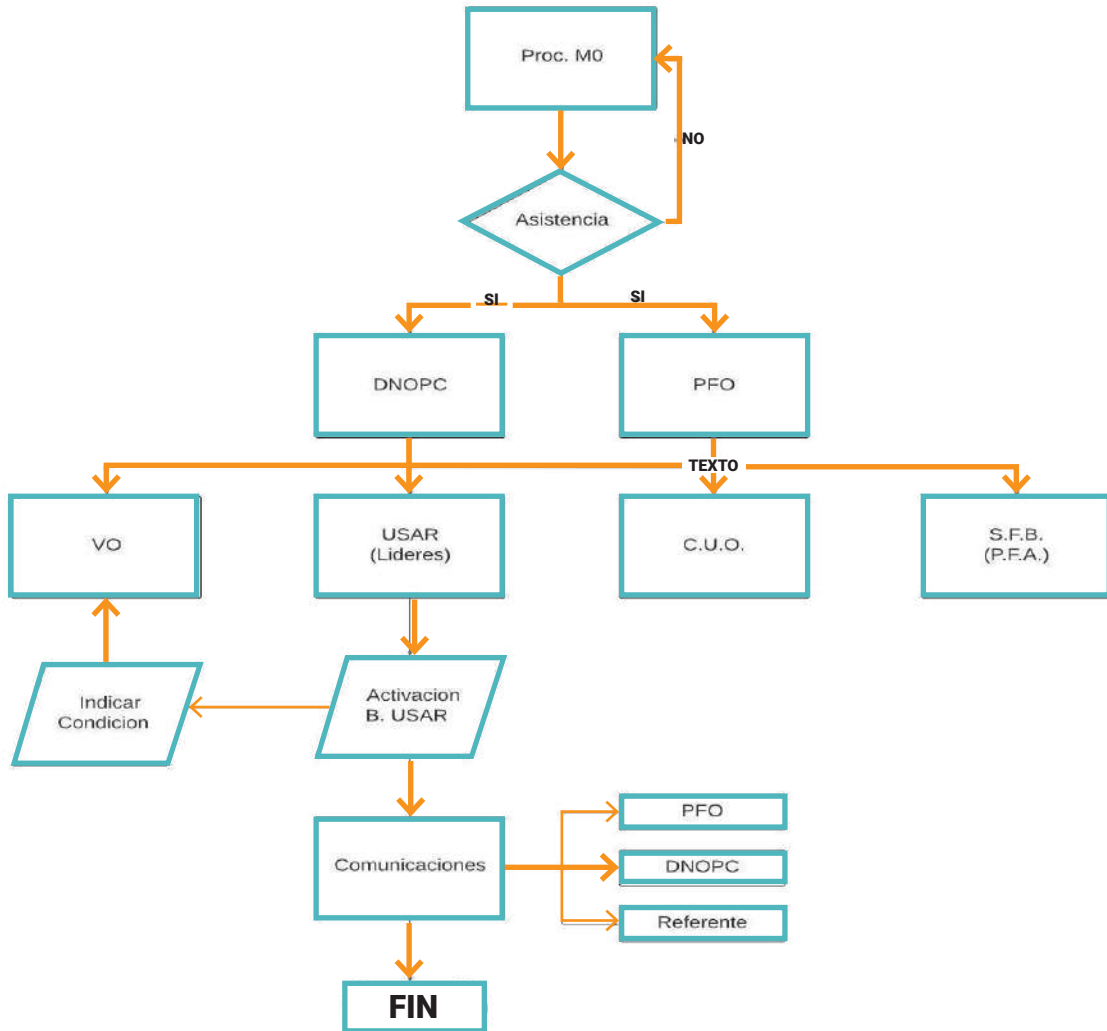 Proc. M0
NO
Asistencia
SI
SI
DNOPC
PFO
TEXTO
VO
USAR
(Lideres)
C.U.O.
S.F.B.
(P.F.A.)
Indicar
Condicion
Activacion
B. USAR
Comunicaciones
PFO
DNOPC
Referente
FIN